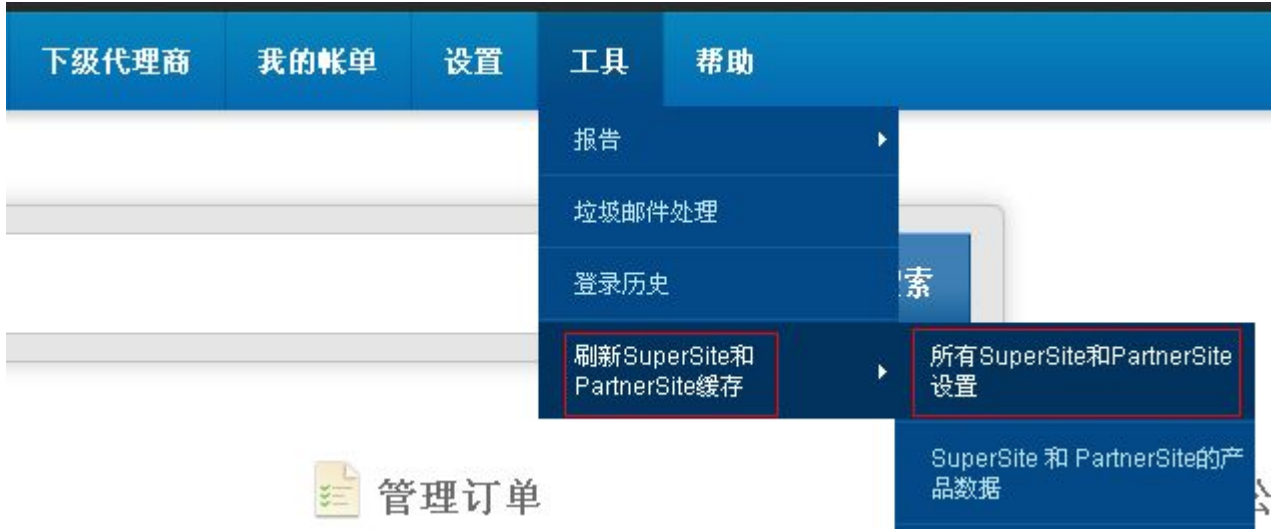 下级代理商 我的帐单 设置 工具 帮助
报告
垃圾邮件处理
登录历史
索
刷新SuperSite和
PartnerSite缓存
所有SuperSite和PartnerSite
设置
SuperSite 和 PartnerSite的产
品数据
管理订单